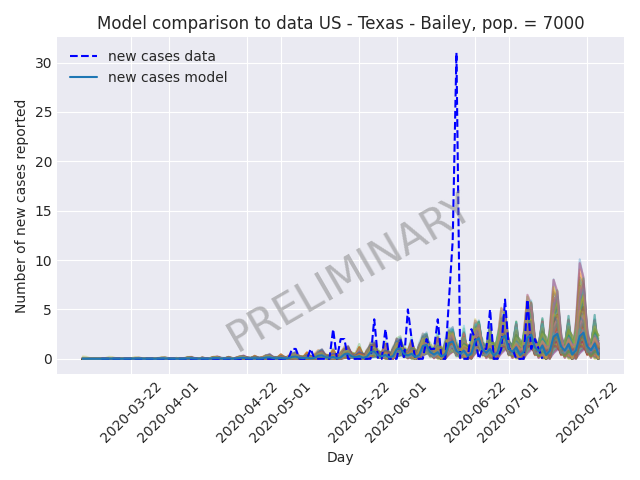 Model comparison to data US - Texas - Bailey, pop. = 7000
new cases data
new cases model
Number of new cases reported
30
25
20
15
10
5
0
PRELIMINARY
2020-03-22
2020-04-01
2020-04-22
2020-05-01
2020-05-22
2020-06-01
2020-06-22
2020-07-01
2020-07-22
Day